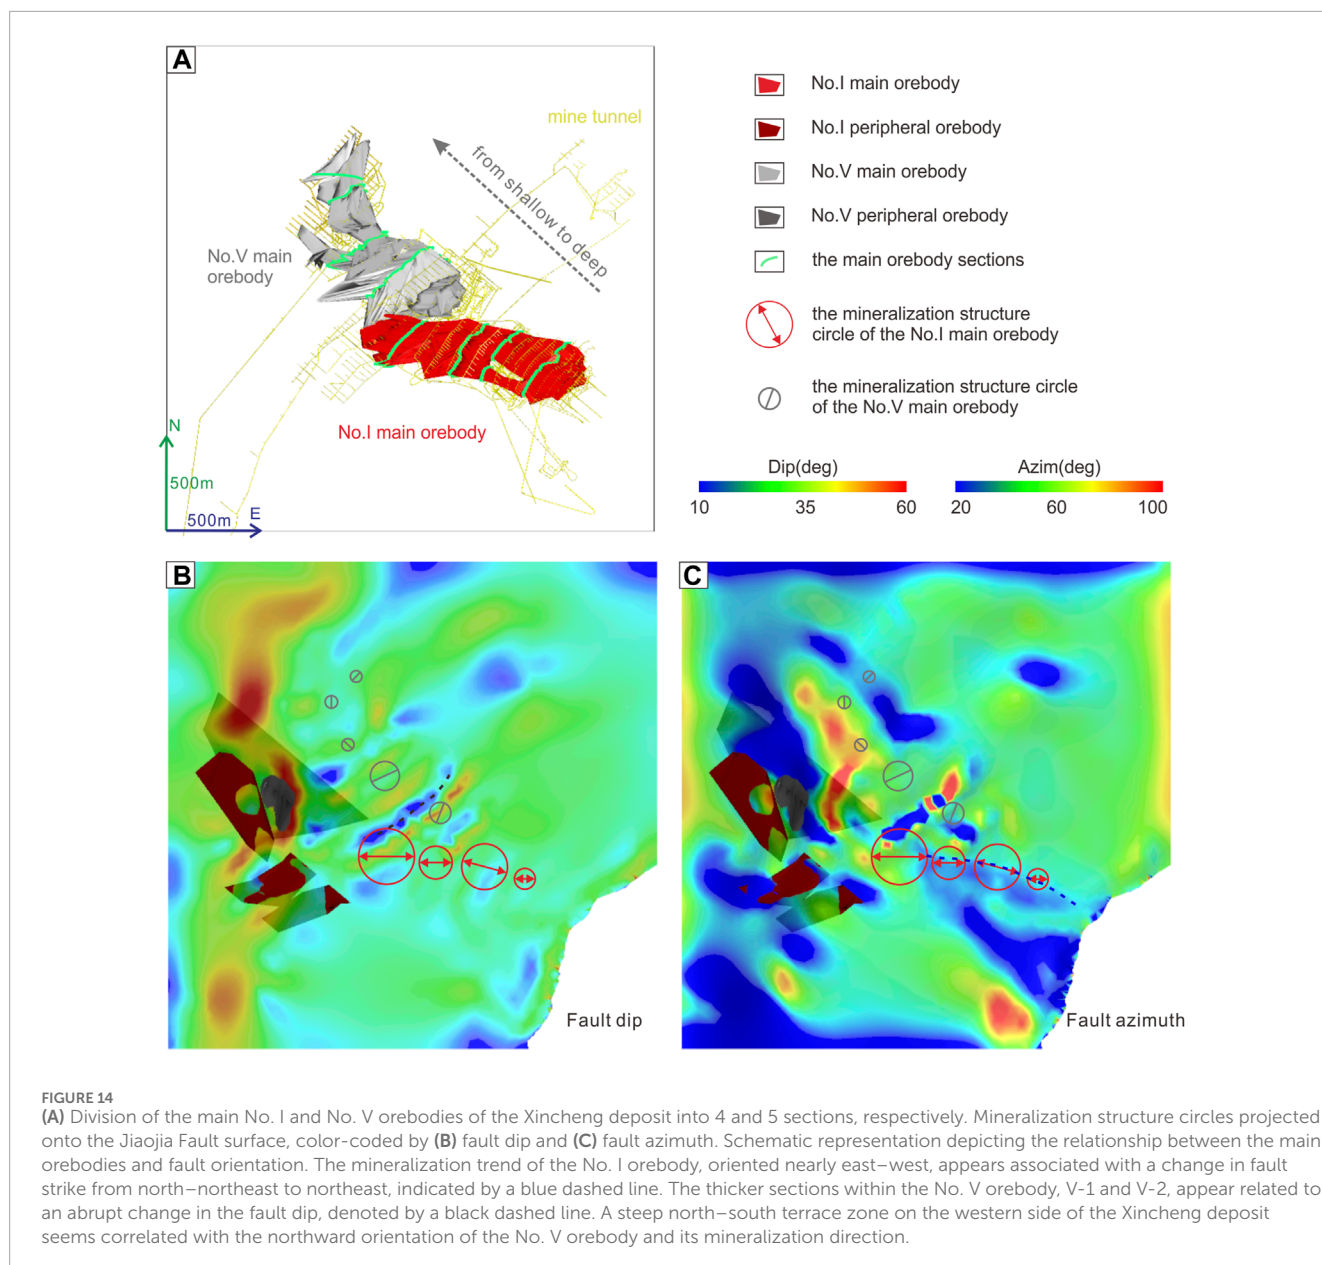 A
mine tunnel
from shallow to deep
No.V main
orebody
No.I main orebody
N
500m
500m
E
No.I main orebody
No.I peripheral orebody
No.V main orebody
No.V peripheral orebody
the main orebody sections
the mineralization structure
circle of the No.I main orebody
the mineralization structure circle
of the No.V main orebody
Dip(deg)
10 35 60
Azim(deg)
20 60 100
B
Fault dip
C
Fault azimuth
FIGURE 14
(A) Division of the main No. I and No. V orebodies of the Xincheng deposit into 4 and 5 sections, respectively. Mineralization structure circles projected
onto the Jiaojia Fault surface, color-coded by (B) fault dip and (C) fault azimuth. Schematic representation depicting the relationship between the main
orebodies and fault orientation. The mineralization trend of the No. I orebody, oriented nearly east–west, appears associated with a change in fault
strike from north–northeast to northeast, indicated by a blue dashed line. The thicker sections within the No. V orebody, V-1 and V-2, appear related to
an abrupt change in the fault dip, denoted by a black dashed line. A steep north–south terrace zone on the western side of the Xincheng deposit
seems correlated with the northward orientation of the No. V orebody and its mineralization direction.